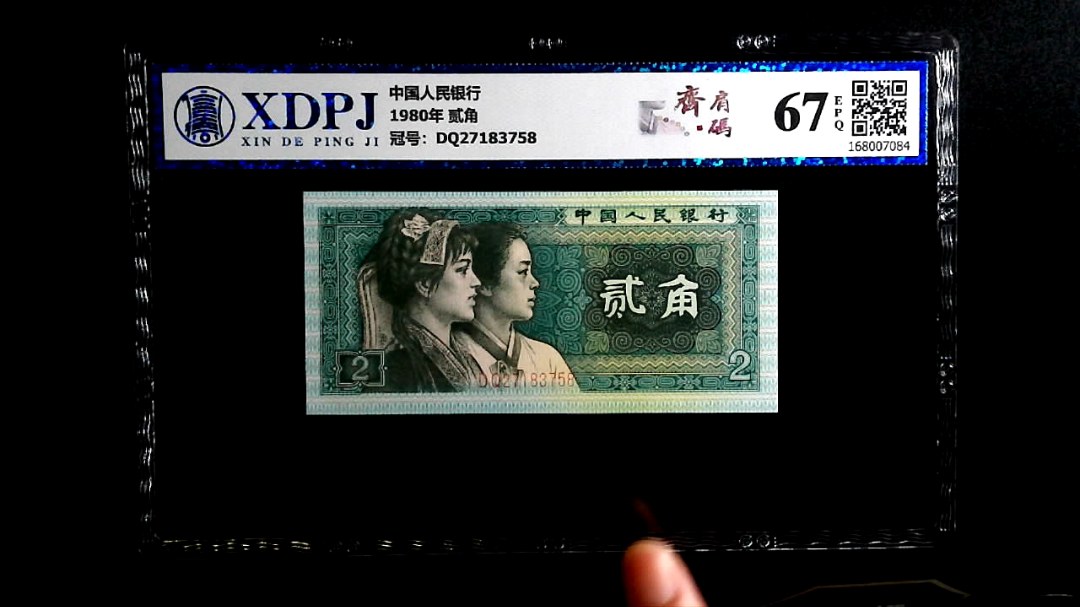 XDPJ
XIN DE PING JI
中国人民银行
1980年 贰角
冠号：DQ27183758
齊肩碼
67
EPQ
168007084
中国人民银行
贰角
2
2
DQ27183758